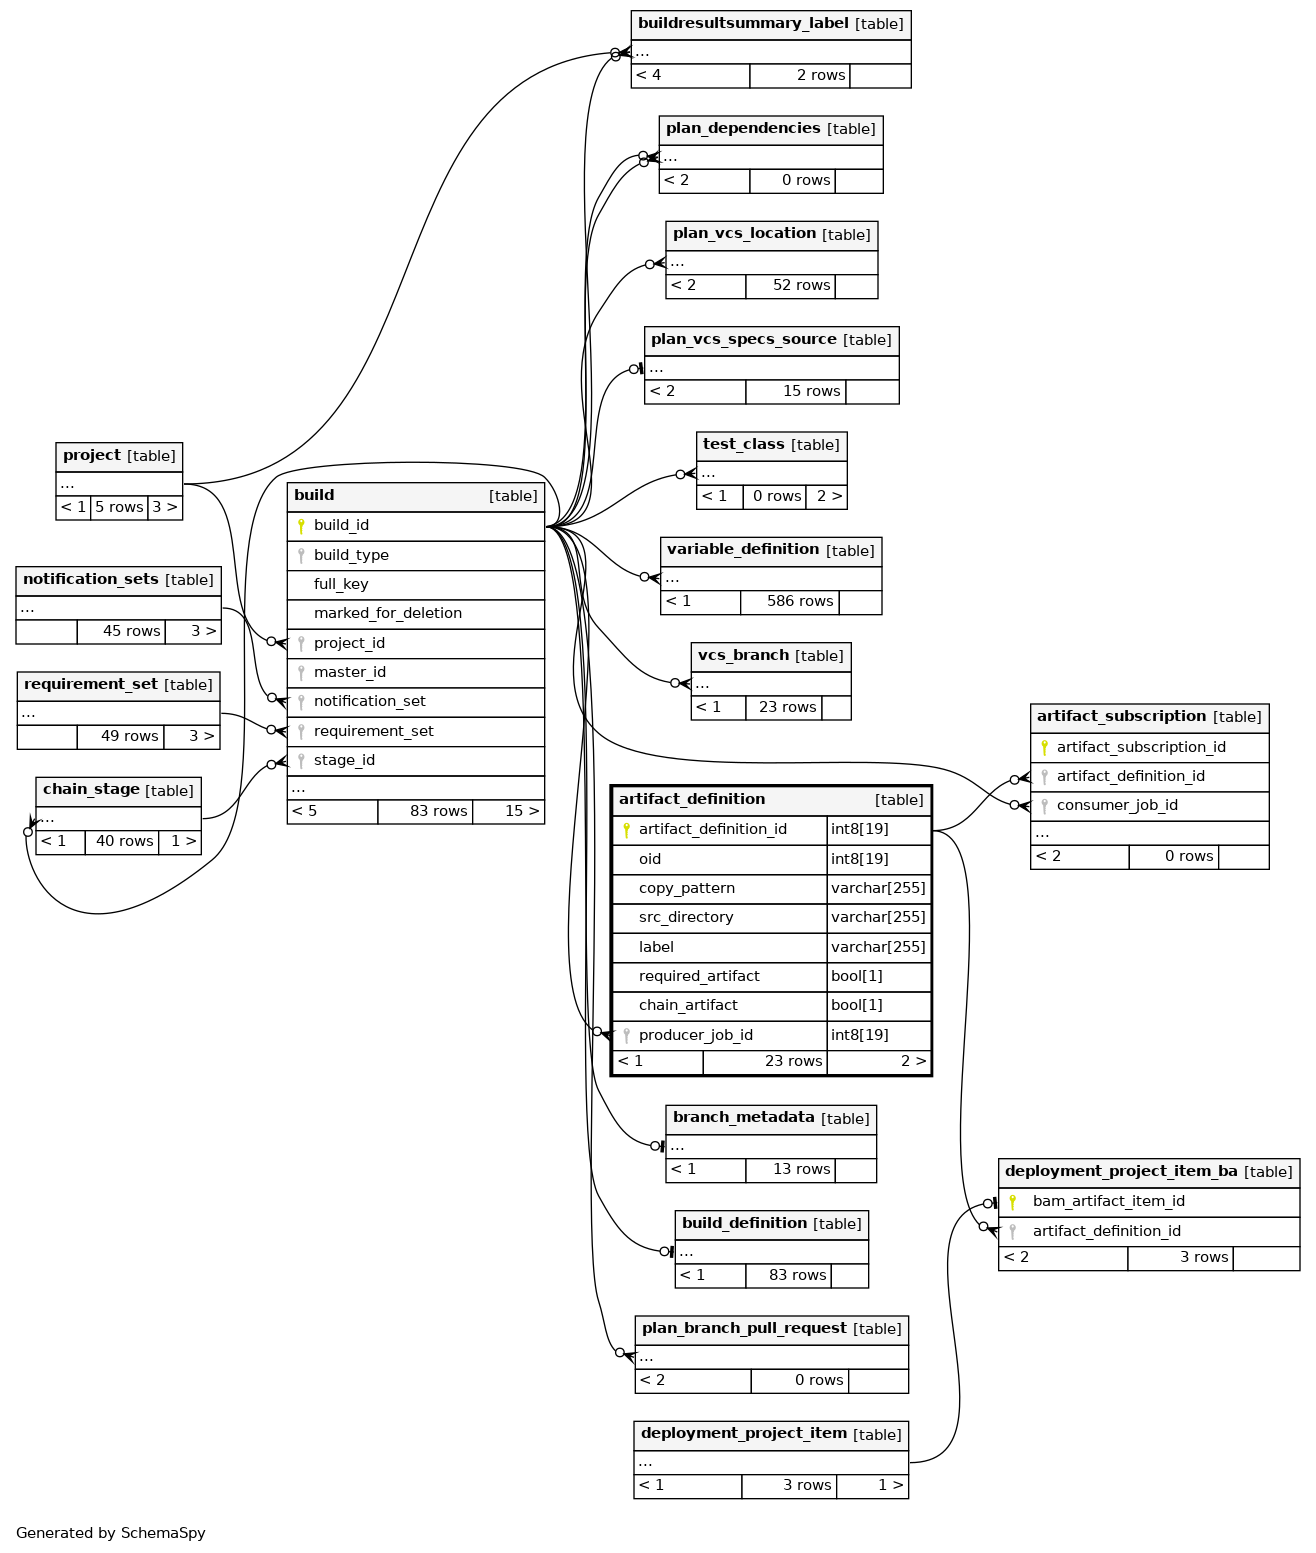 buildresultsummary_label [table]
...
< 4 2 rows
plan_dependencies [table]
...
< 2 0 rows
plan_vcs_location [table]
...
< 2 52 rows
plan_vcs_specs_source [table]
...
< 2 15 rows
test_class [table]
...
< 1 0 rows 2 >
variable_definition [table]
...
< 1 586 rows
vcs_branch [table]
...
< 1 23 rows
project [table]
...
< 1 5 rows 3 >
notification_sets [table]
...
45 rows 3 >
requirement_set [table]
...
49 rows 3 >
chain_stage [table]
...
< 1 40 rows 1 >
build [table]
build_id
build_type
full_key
marked_for_deletion
project_id
master_id
notification_set
requirement_set
stage_id
...
< 5 83 rows 15 >
artifact_definition [table]
artifact_definition_id int8[19]
oid int8[19]
copy_pattern varchar[255]
src_directory varchar[255]
label varchar[255]
required_artifact bool[1]
chain_artifact bool[1]
producer_job_id int8[19]
< 1 23 rows 2 >
artifact_subscription [table]
artifact_subscription_id
artifact_definition_id
consumer_job_id
...
< 2 0 rows
branch_metadata [table]
...
< 1 13 rows
build_definition [table]
...
< 1 83 rows
plan_branch_pull_request [table]
...
< 2 0 rows
deployment_project_item [table]
...
< 1 3 rows 1 >
deployment_project_item_ba [table]
bam_artifact_item_id
artifact_definition_id
< 2 3 rows
Generated by SchemaSpy